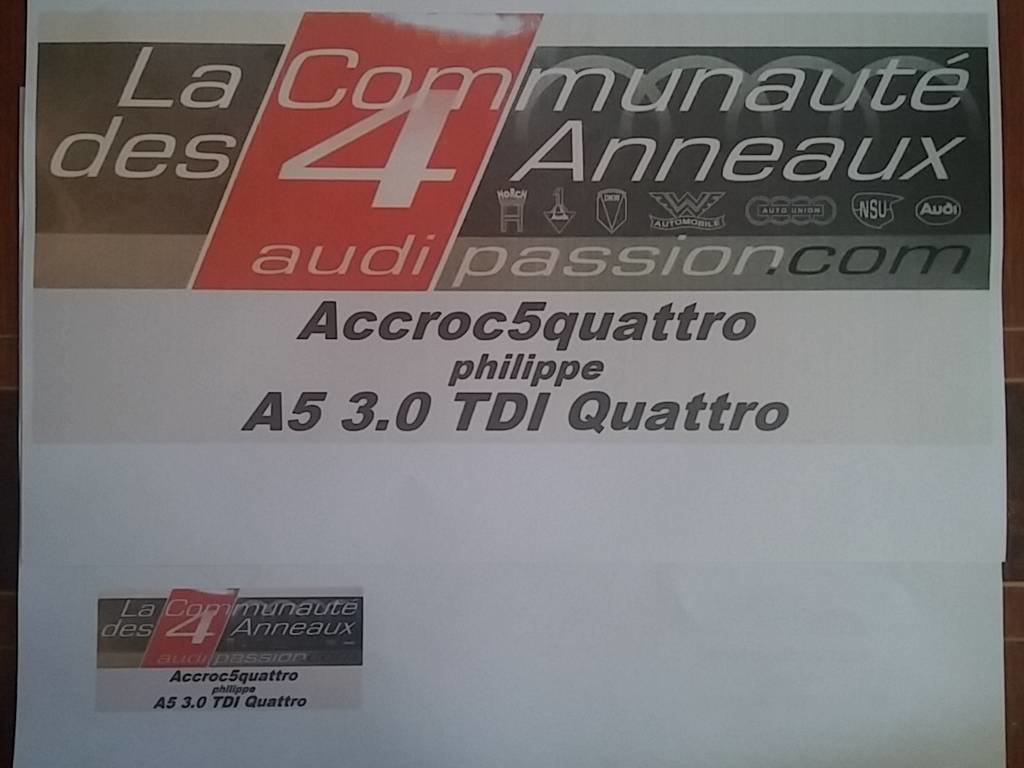 La Communauté
des 4 Anneaux
HORCH
1
DKW
W
AUTOMOBILE
AUTO UNION
NSU
Audi
audipassion.com
Accroc5quattro
philippe
A5 3.0 TDI Quattro
La Communauté
des 4 Anneaux
audipassion
Accroc5quattro
philippe
A5 3.0 TDI Quattro